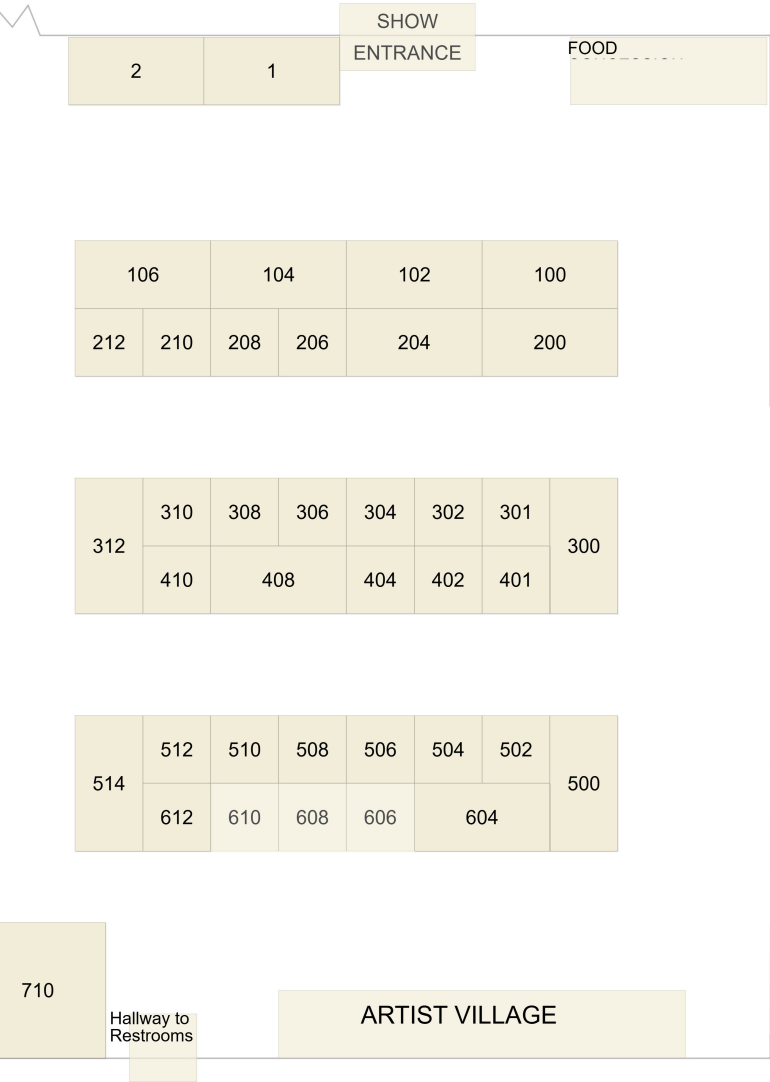 SHOW
ENTRANCE
FOOD
2 1
106 104 102 100
212 210 208 206 204 200
310 308 306 304 302 301
312 300
410 408 404 402 401
512 510 508 506 504 502
514 500
612 610 608 606 604
710
ARTIST VILLAGE
Hallway to
Restrooms